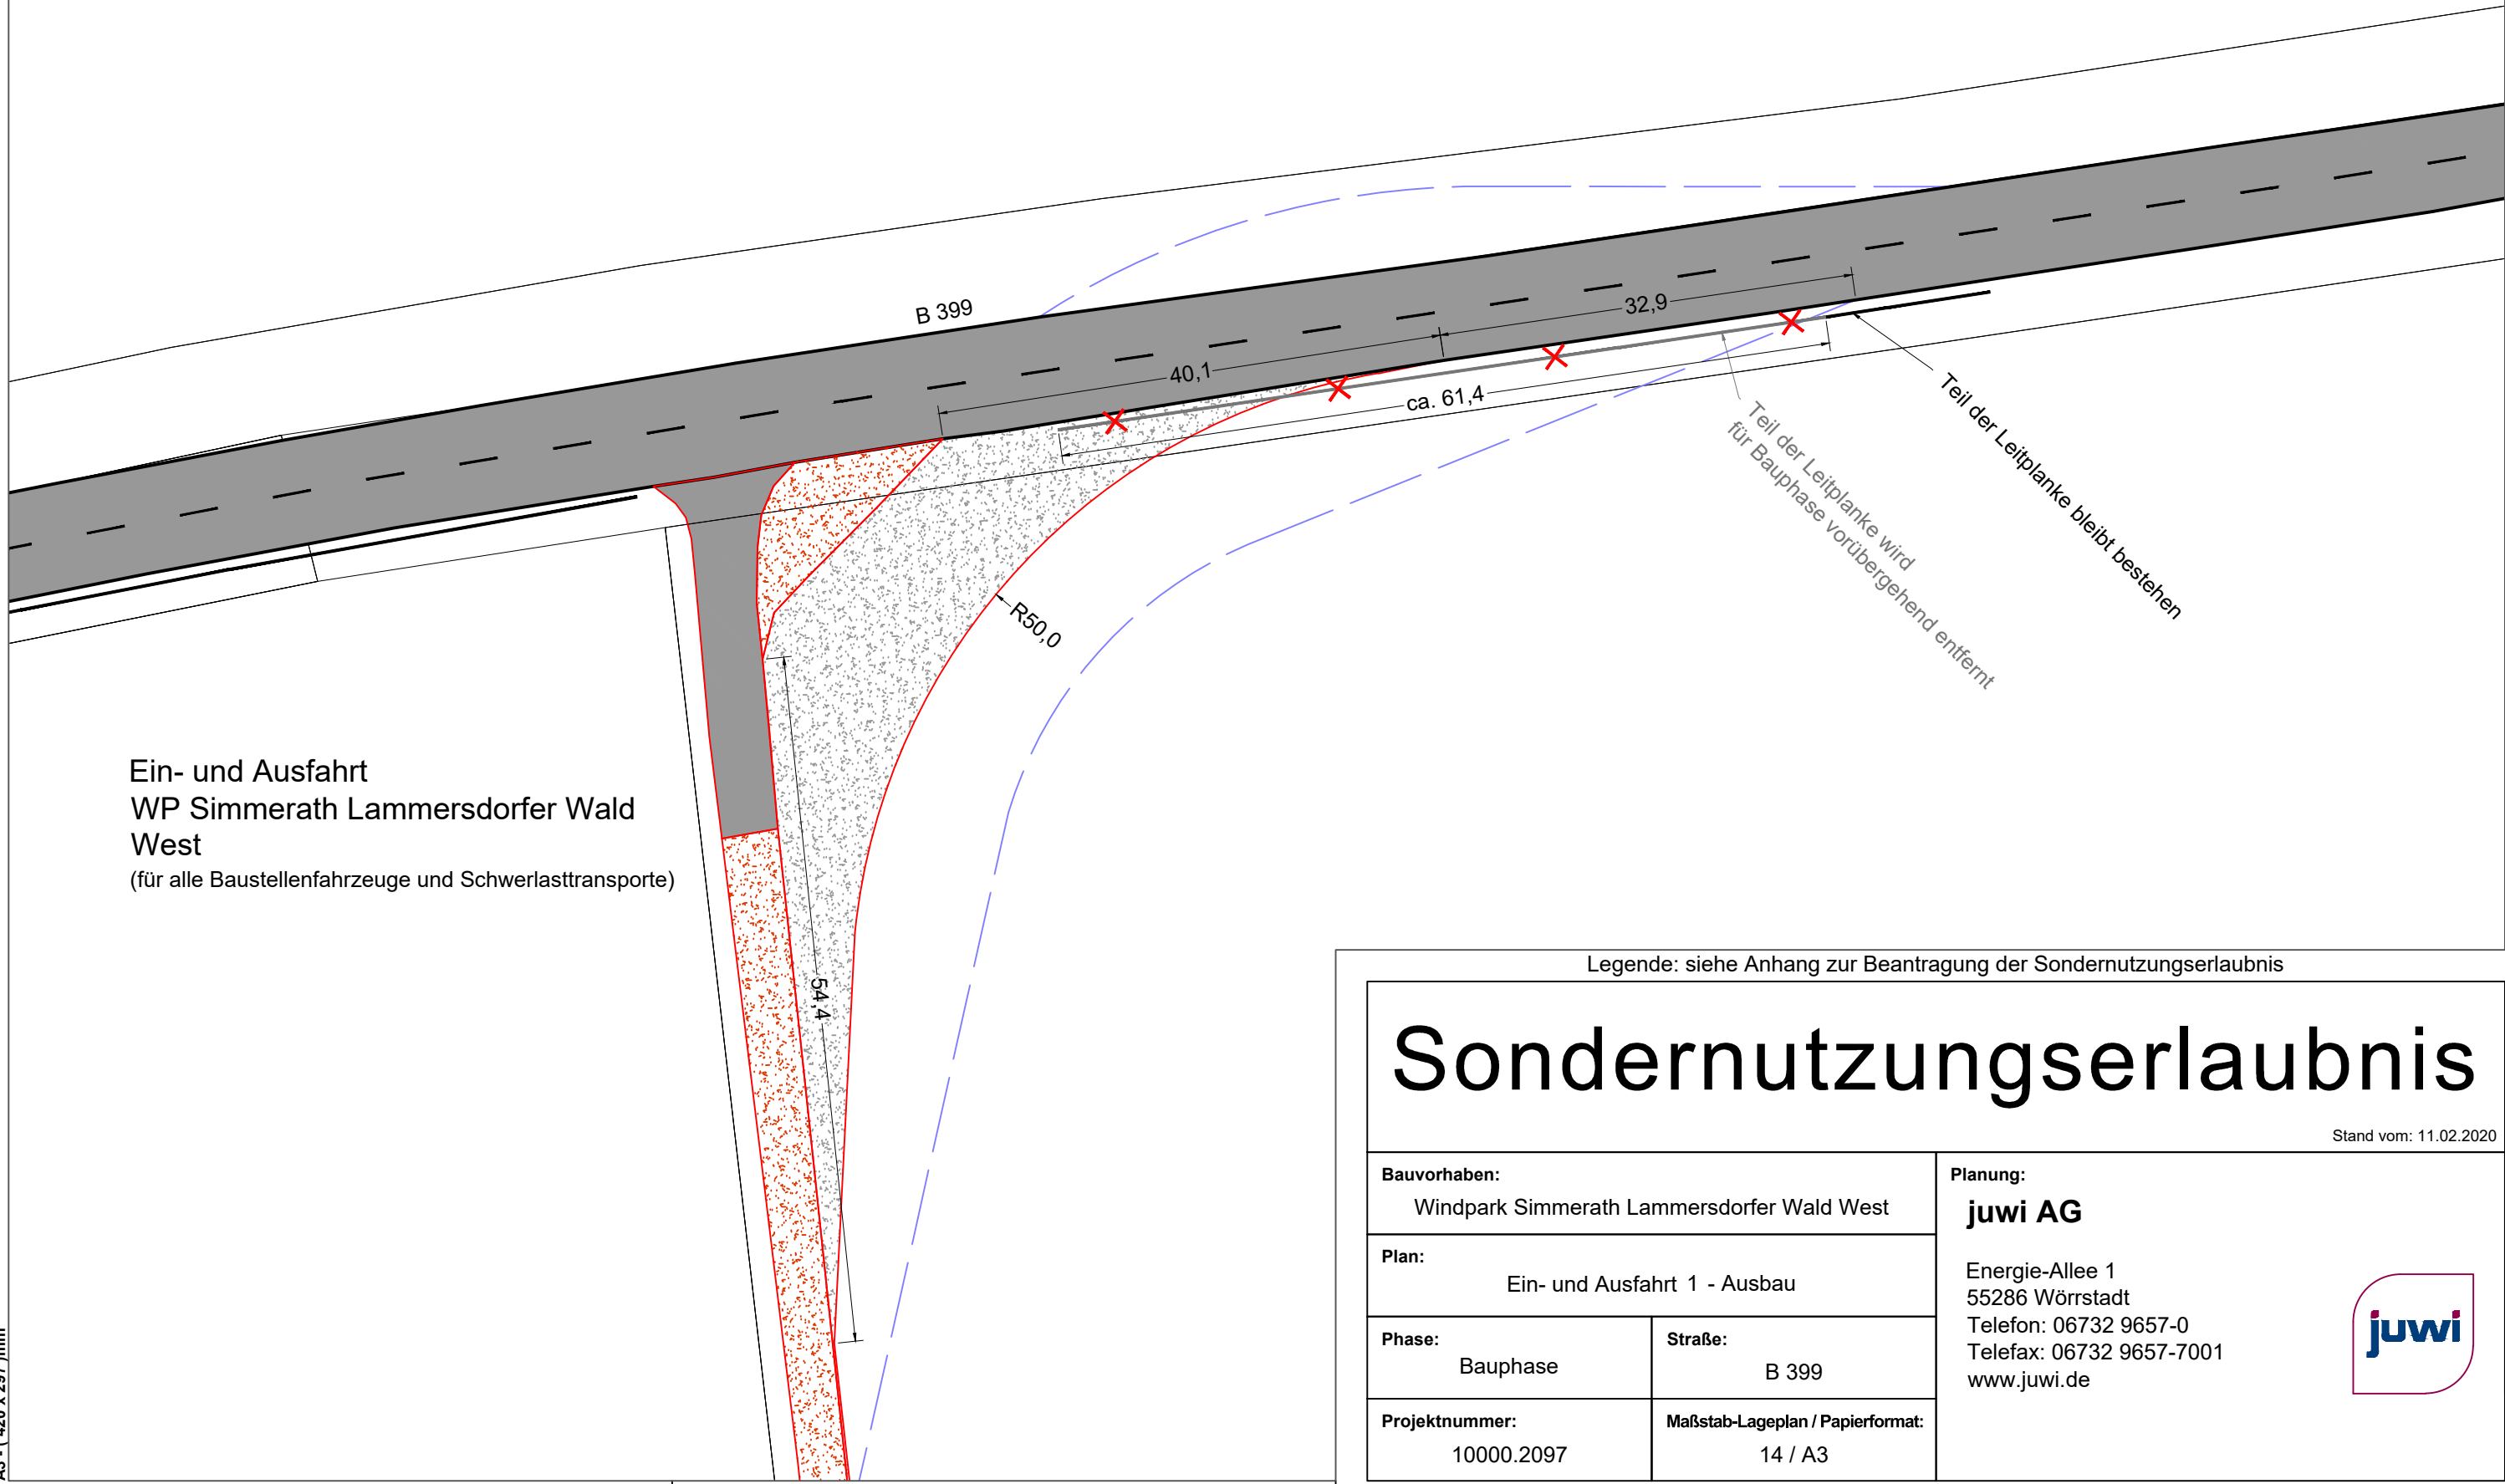 B 399
32,9
40,1
ca. 61,4
Teil der Leitplanke wird
für Bauphase vorübergehend entfernt
Teil der Leitplanke bleibt bestehen
R50,0
54,4
Ein- und Ausfahrt
WP Simmerath Lammersdorfer Wald
West
(für alle Baustellenfahrzeuge und Schwerlasttransporte)
Legende: siehe Anhang zur Beantragung der Sondernutzungserlaubnis
Sondernutzungserlaubnis
Stand vom: 11.02.2020
Bauvorhaben:
Windpark Simmerath Lammersdorfer Wald West
Plan:
Ein- und Ausfahrt 1 - Ausbau
Phase:
Bauphase
Straße:
B 399
Projektnummer:
10000.2097
Maßstab-Lageplan / Papierformat:
14 / A3
Planung:
juwi AG
Energie-Allee 1
55286 Wörrstadt
Telefon: 06732 9657-0
Telefax: 06732 9657-7001
www.juwi.de
juwi